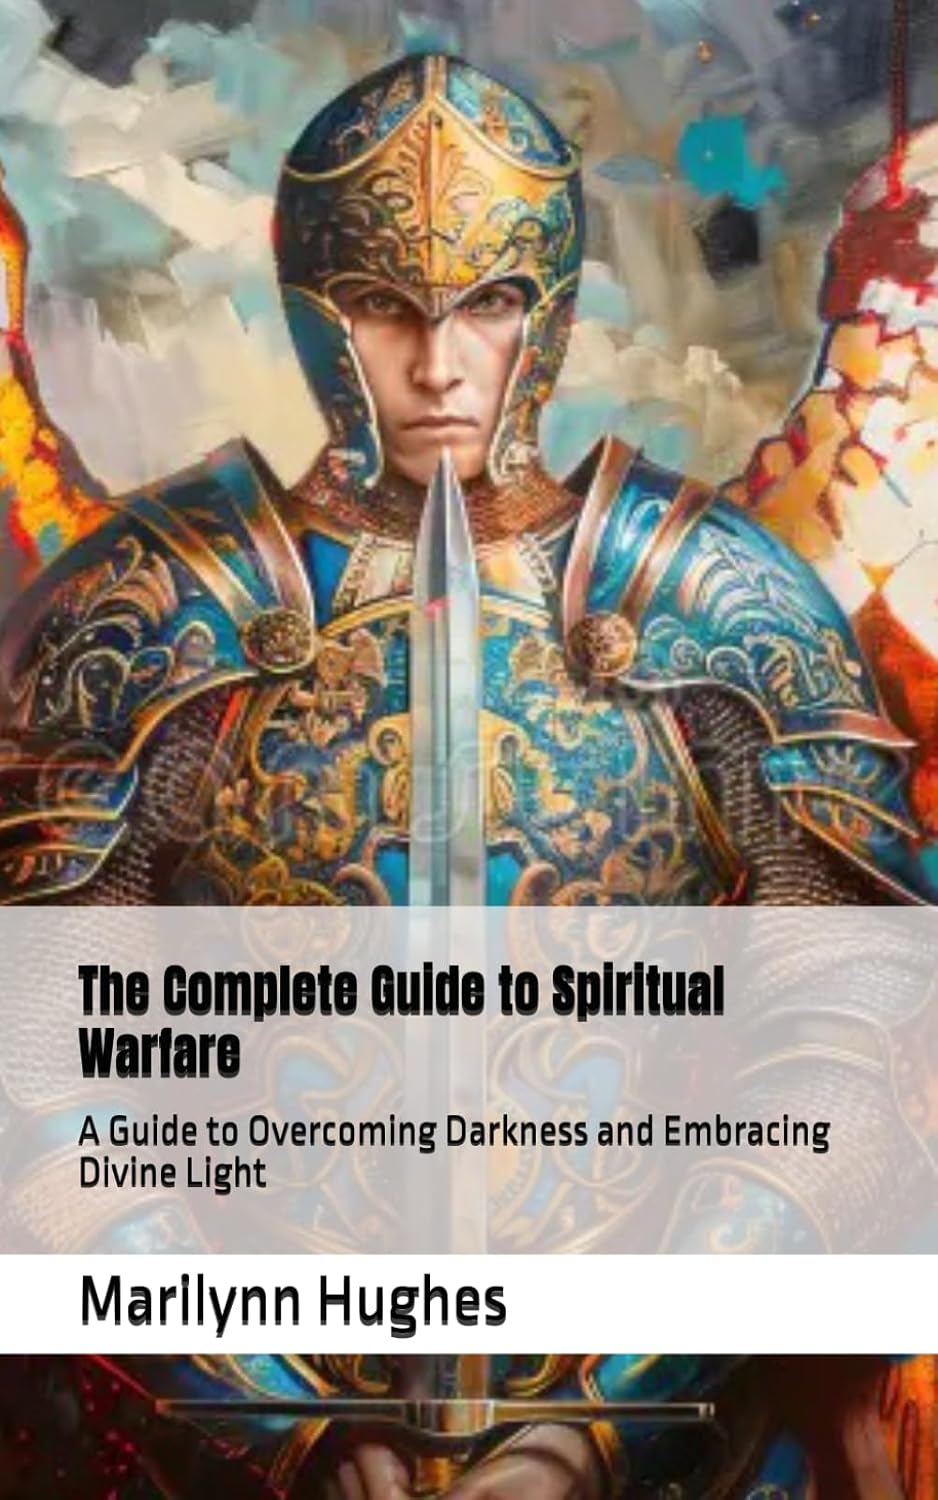 The Complete Guide to Spiritual
Warfare
A Guide to Overcoming Darkness and Embracing
Divine Light
Marilynn Hughes